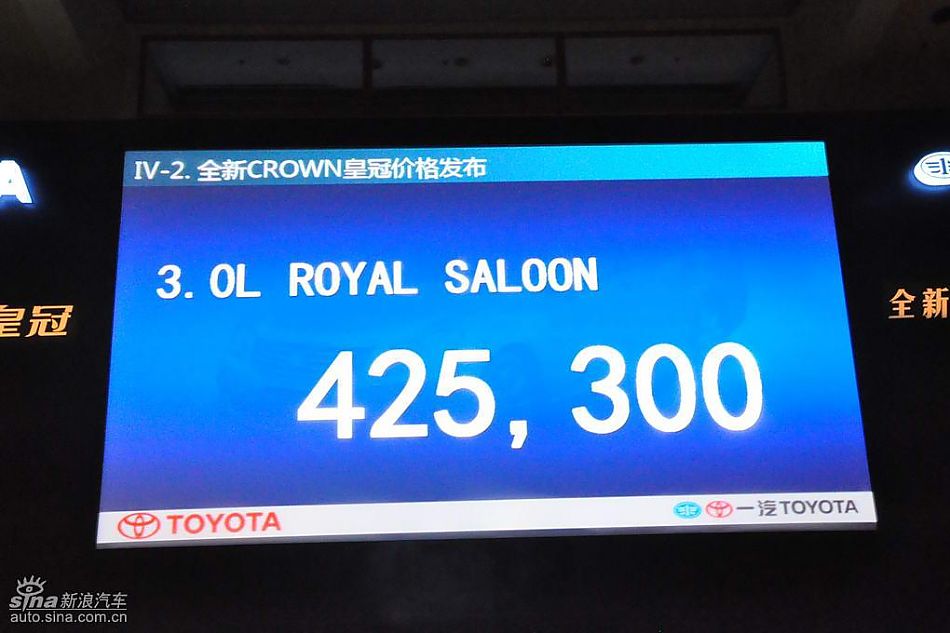 IV-2. 全新CROWN皇冠价格发布
A
3.0L ROYAL SALOON
皇冠
全新
425,300
TOYOTA
一汽TOYOTA
sina新浪汽车
auto.sina.com.cn